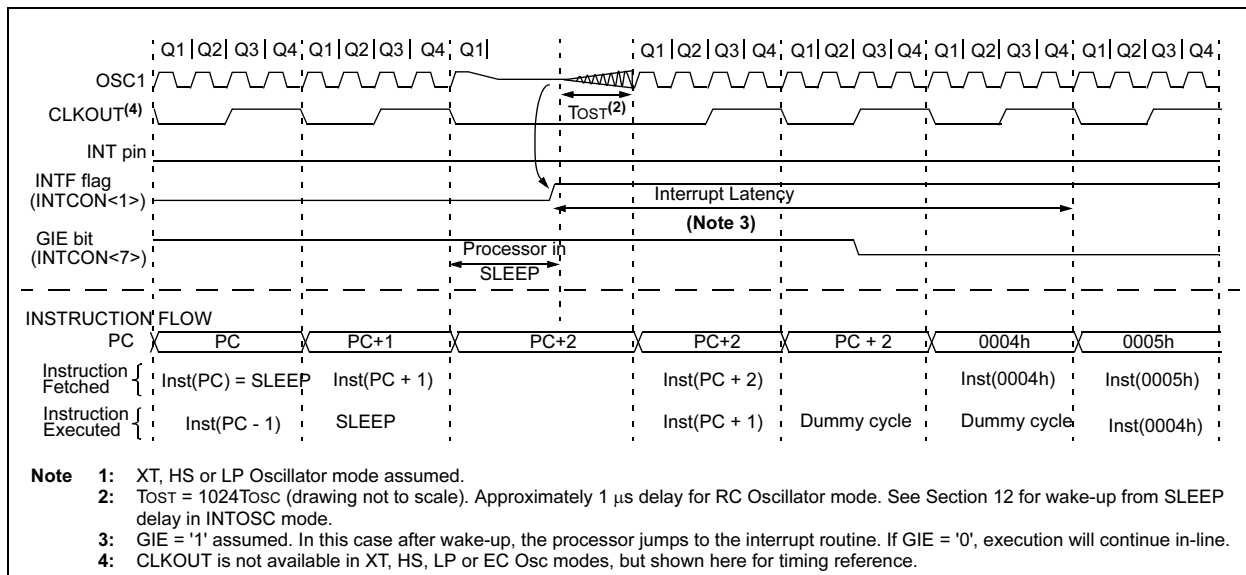 Q1 Q2 Q3 Q4 Q1 Q2 Q3 Q4 Q1 Q1 Q2 Q3 Q4 Q1 Q2 Q3 Q4 Q1 Q2 Q3 Q4 Q1 Q2 Q3 Q4
OSC1
CLKOUT(4)
TOST(2)
INT pin
INTF flag
(INTCON<1>)
Interrupt Latency
(Note 3)
GIE bit
(INTCON<7>)
Processor in
SLEEP
INSTRUCTION FLOW
PC PC PC+1 PC+2 PC+2 PC + 2 0004h 0005h
Instruction
Fetched { Inst(PC) = SLEEP Inst(PC + 1) Inst(PC + 2) Inst(0004h) Inst(0005h)
Instruction
Executed { Inst(PC - 1) SLEEP Inst(PC + 1) Dummy cycle Dummy cycle Inst(0004h)
Note 1: XT, HS or LP Oscillator mode assumed.
2: TOST = 1024TOSC (drawing not to scale). Approximately 1 μs delay for RC Oscillator mode. See Section 12 for wake-up from SLEEP
delay in INTOSC mode.
3: GIE = '1' assumed. In this case after wake-up, the processor jumps to the interrupt routine. If GIE = '0', execution will continue in-line.
4: CLKOUT is not available in XT, HS, LP or EC Osc modes, but shown here for timing reference.